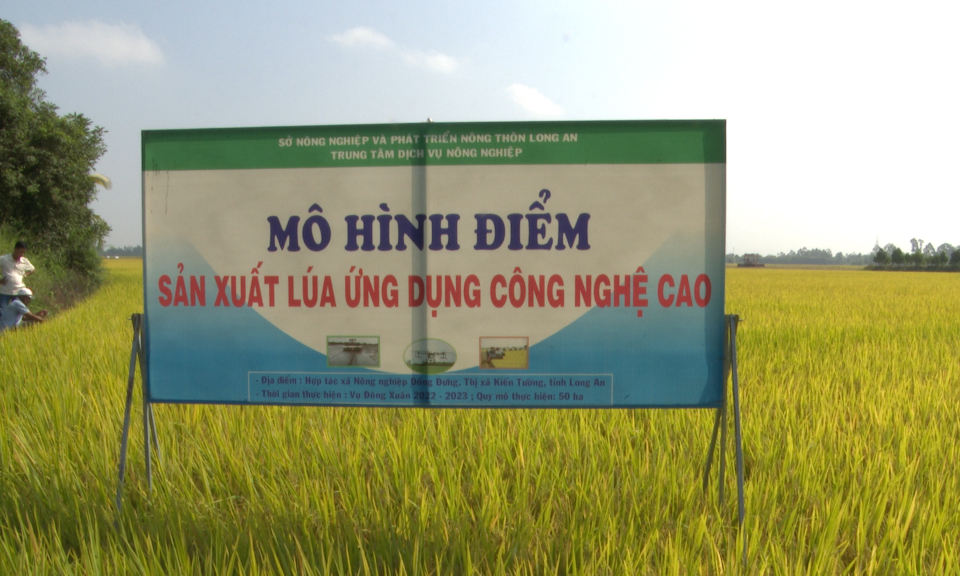 SỞ NÔNG NGHIỆP VÀ PHÁT TRIỂN NÔNG THÔN LONG AN
TRUNG TÂM DỊCH VỤ NÔNG NGHIỆP
MÔ HÌNH ĐIỂM
SẢN XUẤT LÚA ỨNG DỤNG CÔNG NGHỆ CAO
- Địa điểm : Hợp tác xã Nông nghiệp Đồng Đưng, Thị xã Kiến Tường, tỉnh Long An
- Thời gian thực hiện : Vụ Đông Xuân 2022 - 2023 ; Quy mô thực hiện: 50 ha